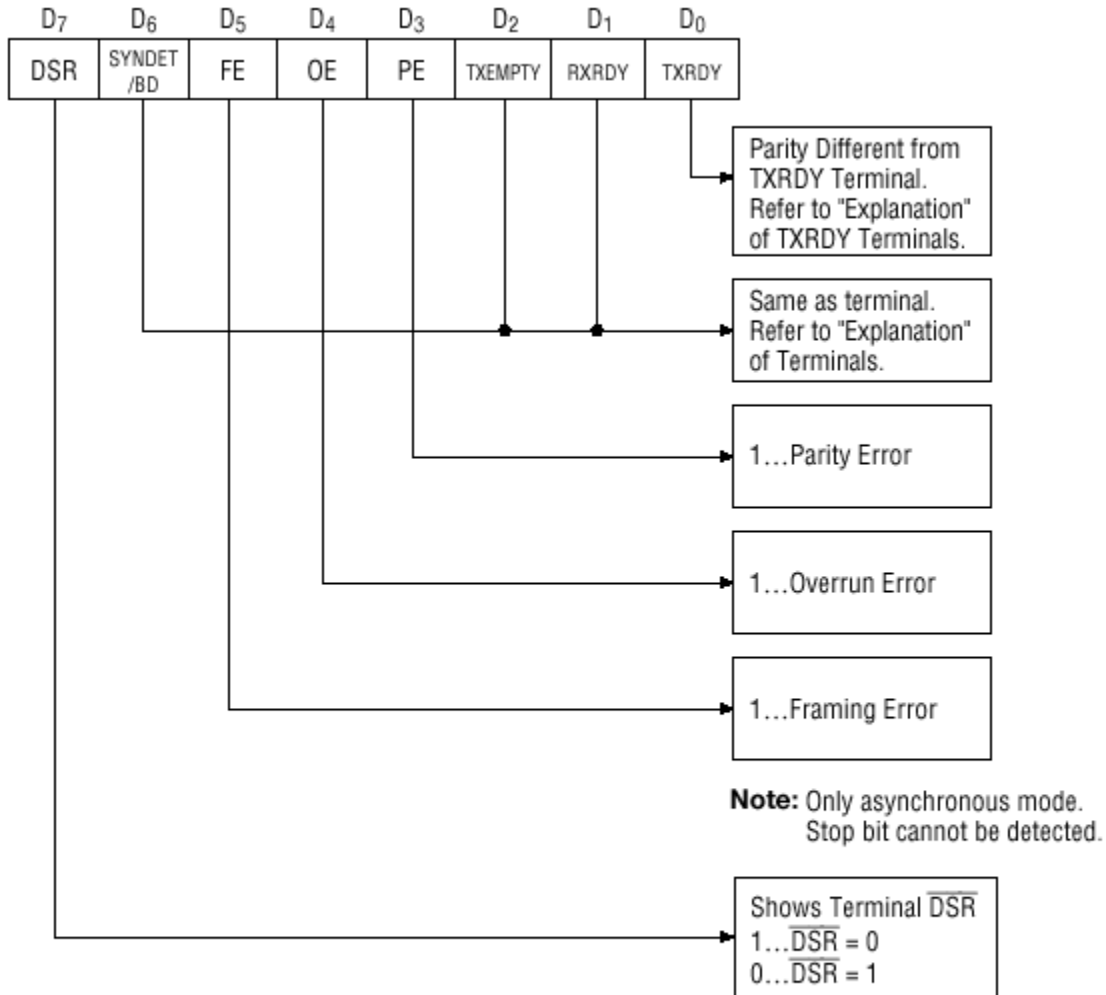 D7 D6 D5 D4 D3 D2 D1 D0
DSR SYNDET/BD FE OE PE TXEMPTY RXRDY TXRDY
Parity Different from
TXRDY Terminal.
Refer to "Explanation"
of TXRDY Terminals.
Same as terminal.
Refer to "Explanation"
of Terminals.
1...Parity Error
1...Overrun Error
1...Framing Error
Note: Only asynchronous mode.
Stop bit cannot be detected.
Shows Terminal D̅S̅R̅
1...D̅S̅R̅ = 0
0...D̅S̅R̅ = 1